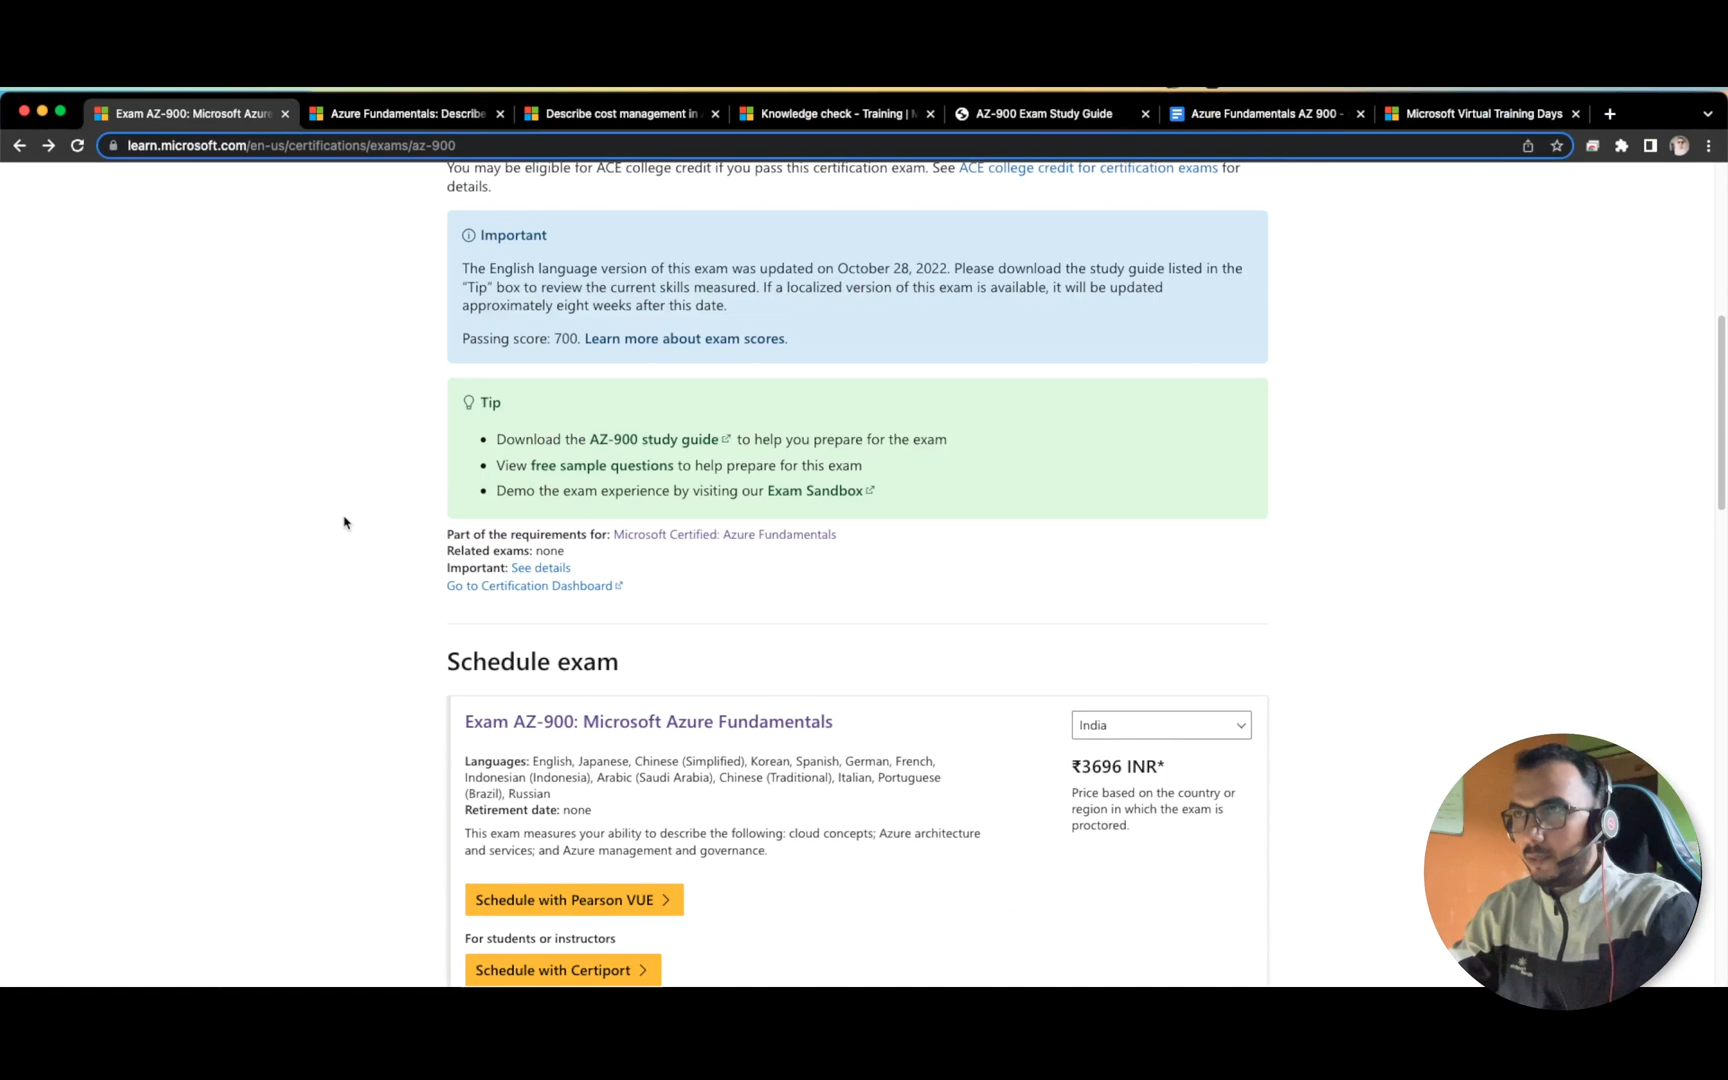 Exam AZ-900: Microsoft Azure
Azure Fundamentals: Describe
Describe cost management in
Knowledge check - Training |
AZ-900 Exam Study Guide
Azure Fundamentals AZ 900 -
Microsoft Virtual Training Days
learn.microsoft.com/en-us/certifications/exams/az-900
You may be eligible for ACE college credit if you pass this certification exam. See ACE college credit for certification exams for
details.
Important
The English language version of this exam was updated on October 28, 2022. Please download the study guide listed in the
“Tip” box to review the current skills measured. If a localized version of this exam is available, it will be updated
approximately eight weeks after this date.
Passing score: 700. Learn more about exam scores.
Tip
• Download the AZ-900 study guide to help you prepare for the exam
• View free sample questions to help prepare for this exam
• Demo the exam experience by visiting our Exam Sandbox
Part of the requirements for: Microsoft Certified: Azure Fundamentals
Related exams: none
Important: See details
Go to Certification Dashboard
Schedule exam
Exam AZ-900: Microsoft Azure Fundamentals
Languages: English, Japanese, Chinese (Simplified), Korean, Spanish, German, French,
Indonesian (Indonesia), Arabic (Saudi Arabia), Chinese (Traditional), Italian, Portuguese
(Brazil), Russian
Retirement date: none
This exam measures your ability to describe the following: cloud concepts; Azure architecture
and services; and Azure management and governance.
India
₹3696 INR*
Price based on the country or
region in which the exam is
proctored.
Schedule with Pearson VUE
For students or instructors
Schedule with Certiport